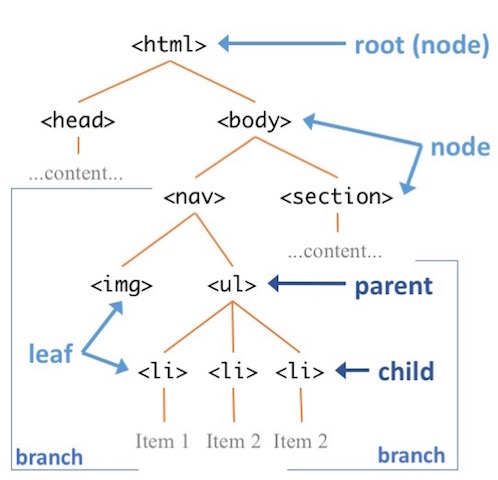 <html> root (node)
<head> <body>
node
...content...
<nav> <section>
...content...
<img> <ul> parent
leaf
<li> <li> <li> child
Item 1 Item 2 Item 2
branch branch